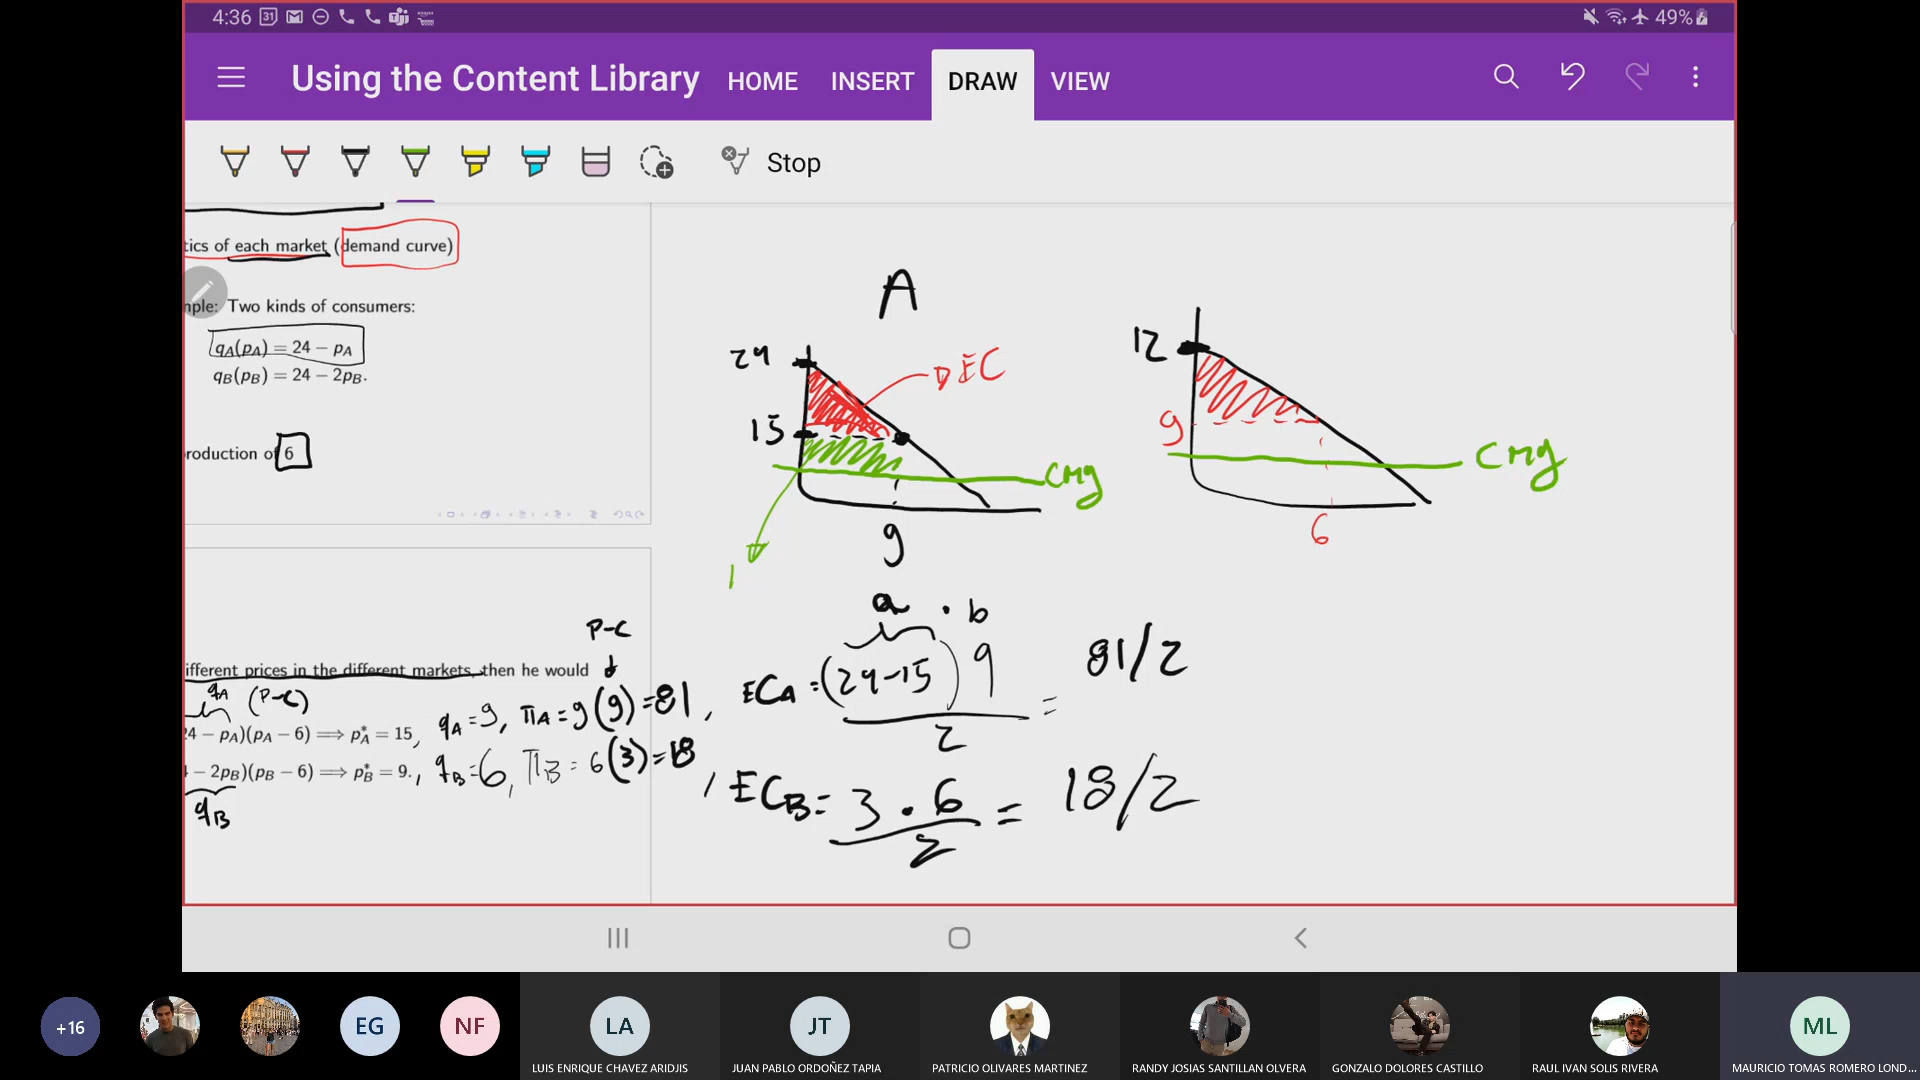 4:36 31 49%
Using the Content Library HOME INSERT DRAW VIEW
Stop
tics of each market (demand curve)
mple: Two kinds of consumers:
qA(pA) = 24 − pA
qB(pB) = 24 − 2pB.
roduction of 6
A
24
15
EC
CMg
9
12
9
CMg
6
P-C
ifferent prices in the different markets, then he would
qA (P-C)
24 − pA)(pA − 6) ⟹ p*A = 15, qA = 9, πA = 9(9) = 81,
− 2pB)(pB − 6) ⟹ p*B = 9., qB = 6, πB = 6(3) = 18,
qB
a · b
ECA = (24-15)9 / 2 = 81/2
ECB = 3 · 6 / 2 = 18/2
+16
EG
NF
LA
JT
ML
LUIS ENRIQUE CHAVEZ ARIDJIS
JUAN PABLO ORDOÑEZ TAPIA
PATRICIO OLIVARES MARTINEZ
RANDY JOSIAS SANTILLAN OLVERA
GONZALO DOLORES CASTILLO
RAUL IVAN SOLIS RIVERA
MAURICIO TOMAS ROMERO LOND...